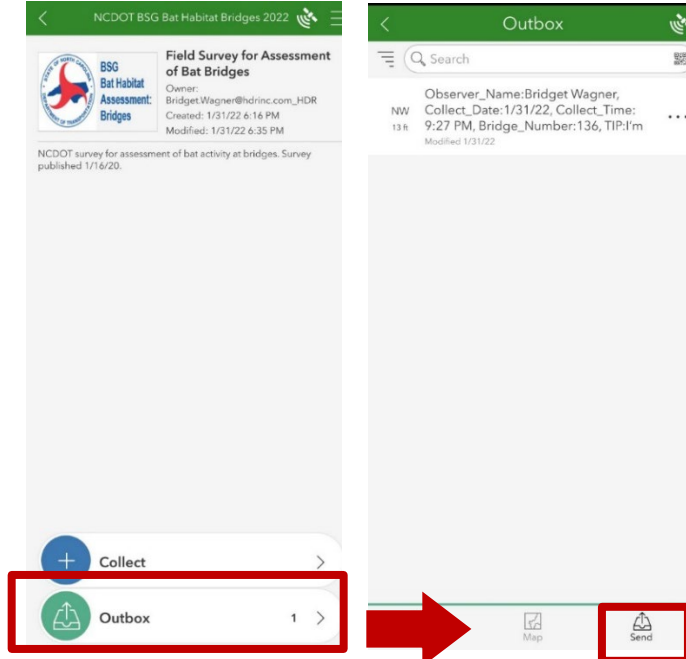 NCDOT BSG Bat Habitat Bridges 2022
STATE OF NORTH CAROLINA
BSG
Bat Habitat
Assessment:
Bridges
Field Survey for Assessment
of Bat Bridges
Owner:
Bridget.Wagner@hdrinc.com_HDR
Created: 1/31/22 6:16 PM
Modified: 1/31/22 6:35 PM
NCDOT survey for assessment of bat activity at bridges. Survey
published 1/16/20.
Collect
Outbox 1
Outbox
Search
NW
13 ft
Observer_Name:Bridget Wagner,
Collect_Date:1/31/22, Collect_Time:
9:27 PM, Bridge_Number:136, TIP:I'm
Modified 1/31/22
Map
Send